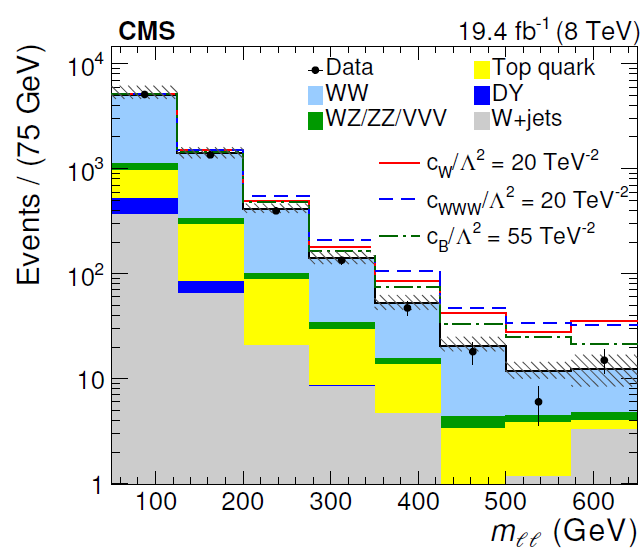 CMS 19.4 fb⁻¹ (8 TeV)
Events / (75 GeV)
10⁴
10³
10²
10
1
Data
Top quark
WW
DY
WZ/ZZ/VVV
W+jets
c_W/Λ² = 20 TeV⁻²
c_WWW/Λ² = 20 TeV⁻²
c_B/Λ² = 55 TeV⁻²
100 200 300 400 500 600
m_ℓℓ (GeV)